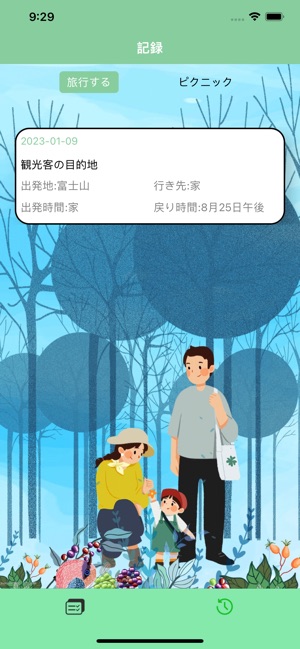 9:29
記録
旅行する
ピクニック
2023-01-09
観光客の目的地
出発地:富士山
行き先:家
出発時間:家
戻り時間:8月25日午後